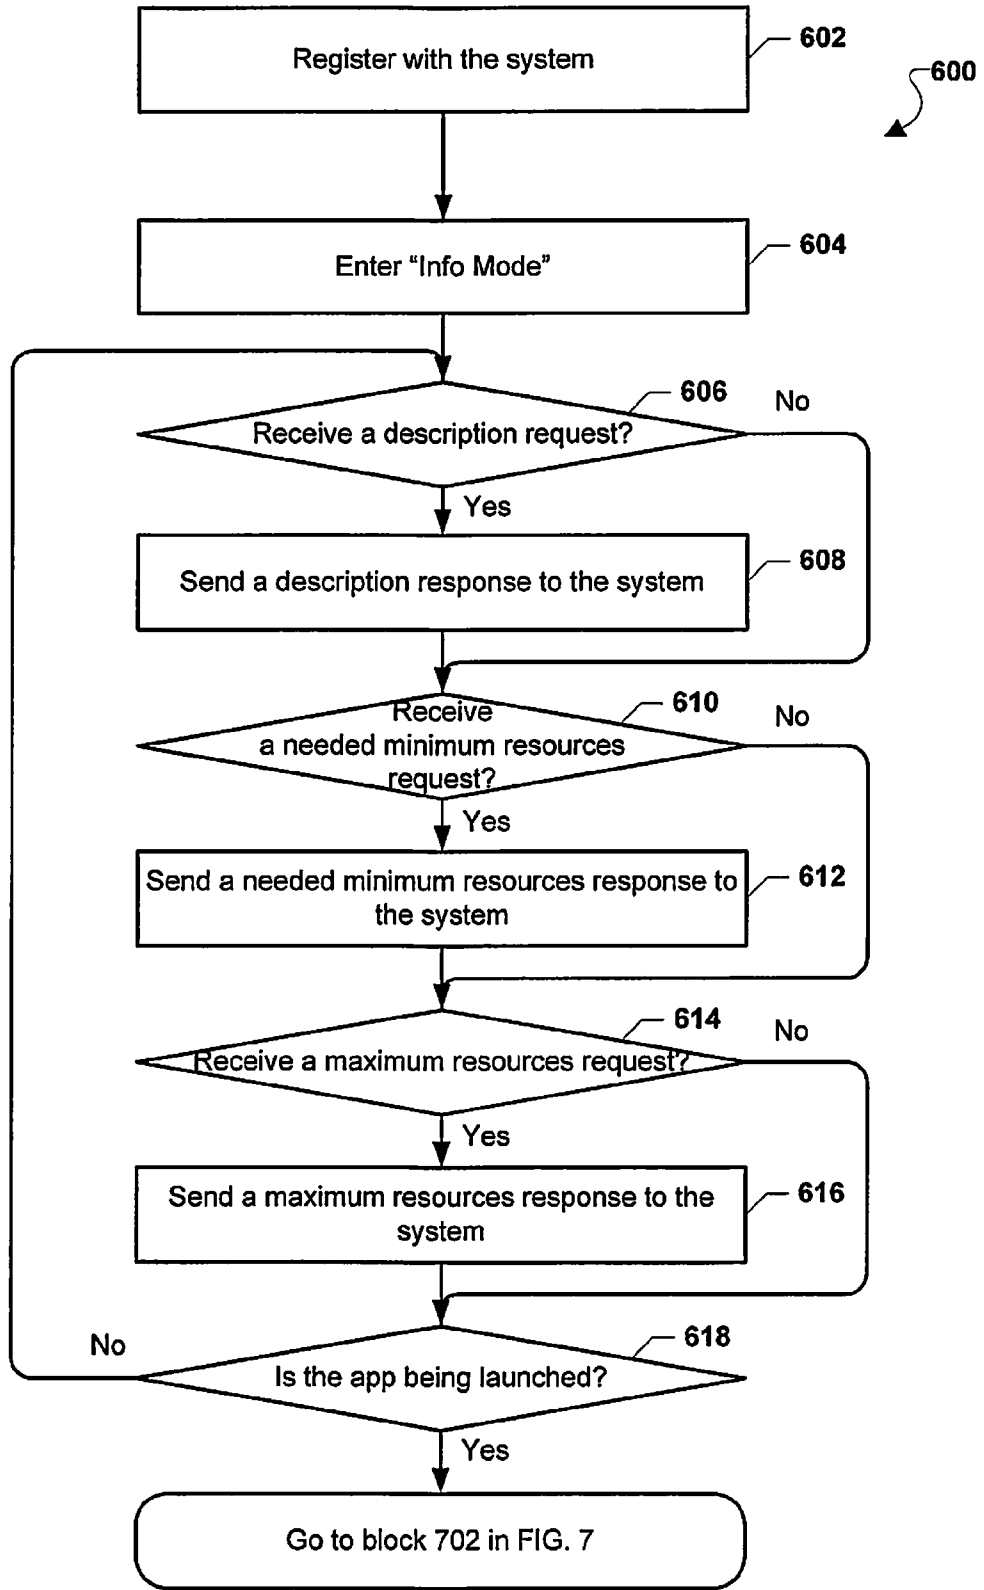 Register with the system
602
600
Enter “Info Mode”
604
606
No
Receive a description request?
Yes
608
Send a description response to the system
610
No
Receive
a needed minimum resources
request?
Yes
612
Send a needed minimum resources response to
the system
614
No
Receive a maximum resources request?
Yes
616
Send a maximum resources response to the
system
618
No
Is the app being launched?
Yes
Go to block 702 in FIG. 7